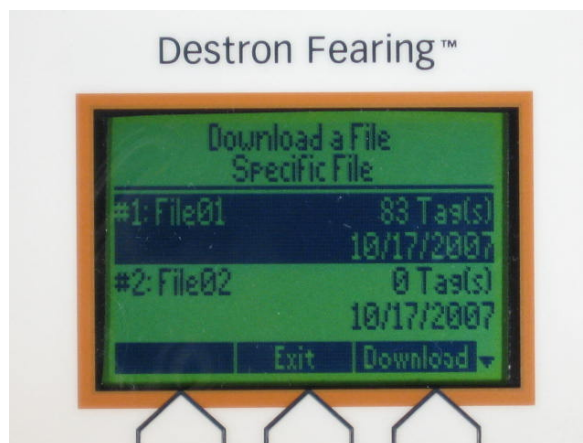 Destron Fearing™
Download a File
Specific File
#1: File01 83 Tag(s)
10/17/2007
#2: File02 0 Tag(s)
10/17/2007
Exit Download